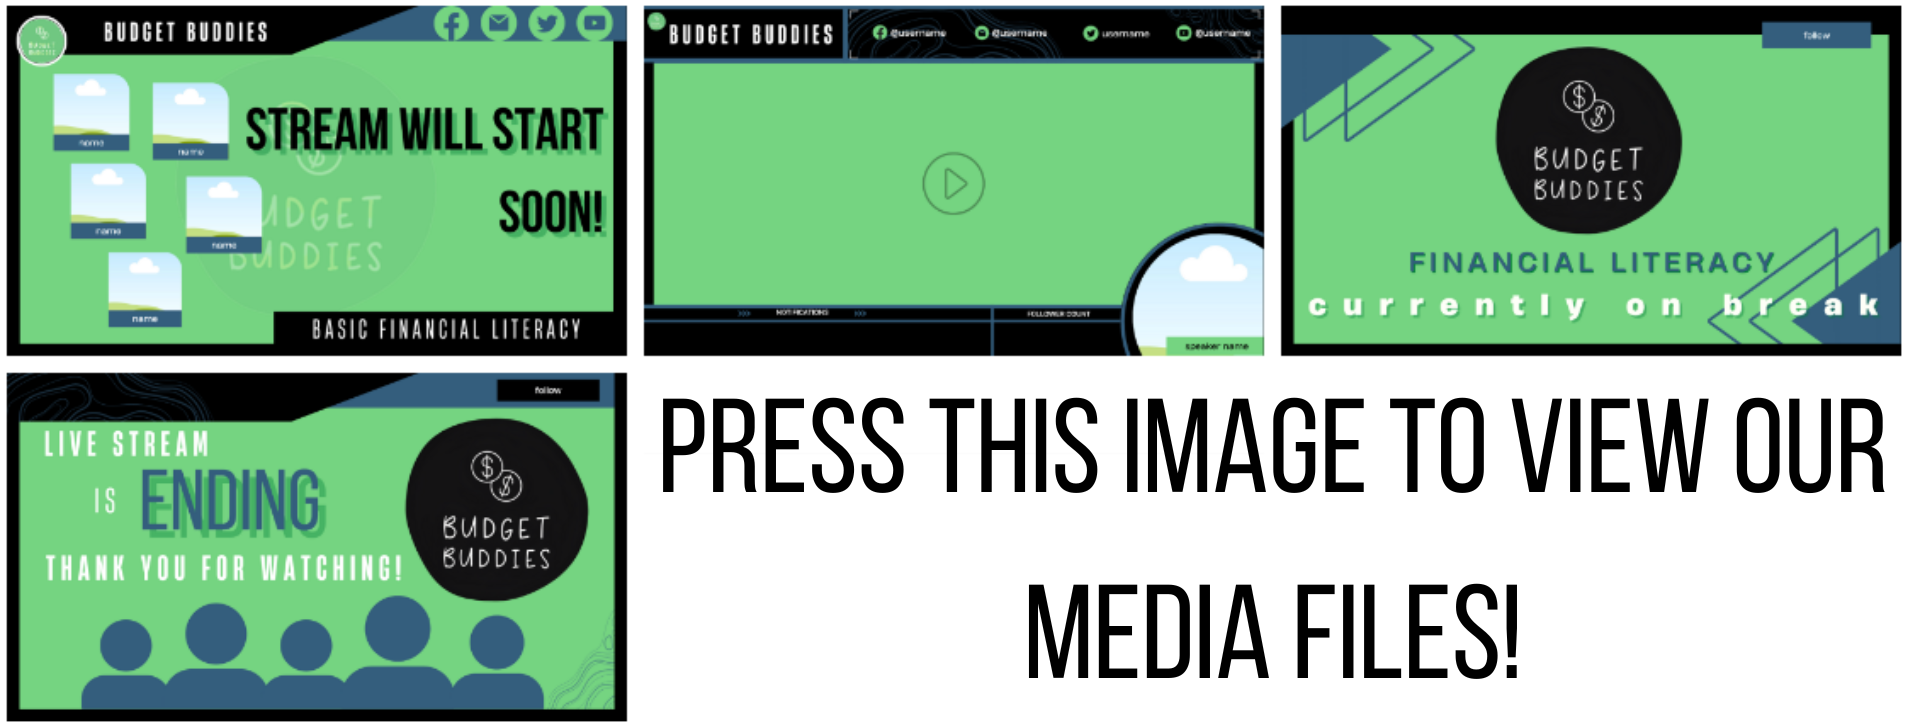 BUDGET BUDDIES
name
name
STREAM WILL START
SOON!
name
name
name
BUDGET
BUDDIES
BASIC FINANCIAL LITERACY
BUDGET BUDDIES
@username
@username
username
@username
NOTIFICATIONS
FOLLOWER COUNT
speaker name
follow
BUDGET
BUDDIES
FINANCIAL LITERACY
currently on break
follow
LIVE STREAM
IS ENDING
THANK YOU FOR WATCHING!
BUDGET
BUDDIES
PRESS THIS IMAGE TO VIEW OUR
MEDIA FILES!